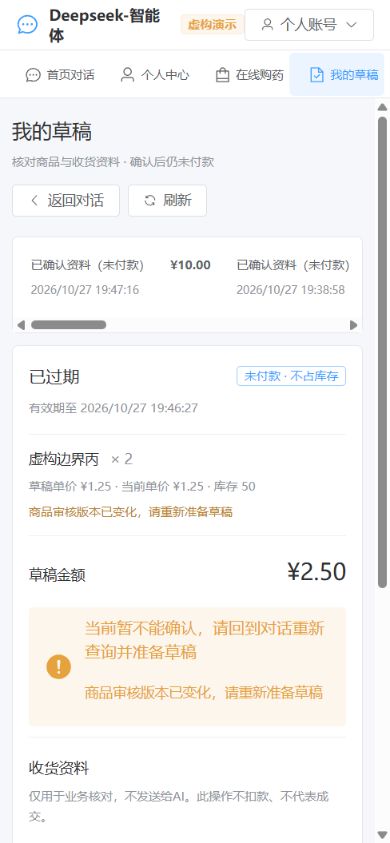 Deepseek-智能
体
虚构演示
个人账号
首页对话
个人中心
在线购药
我的草稿
我的草稿
核对商品与收货资料 · 确认后仍未付款
返回对话
刷新
已确认资料（未付款）
¥10.00
已确认资料（未付款）
2026/10/27 19:47:16
2026/10/27 19:38:58
已过期
未付款 · 不占库存
有效期至 2026/10/27 19:46:27
虚构边界丙 × 2
草稿单价 ¥1.25 · 当前单价 ¥1.25 · 库存 50
商品审核版本已变化，请重新准备草稿
草稿金额
¥2.50
当前暂不能确认，请回到对话重新
查询并准备草稿
商品审核版本已变化，请重新准备草稿
收货资料
仅用于业务核对，不发送给AI。此操作不扣款、不代表成
交。